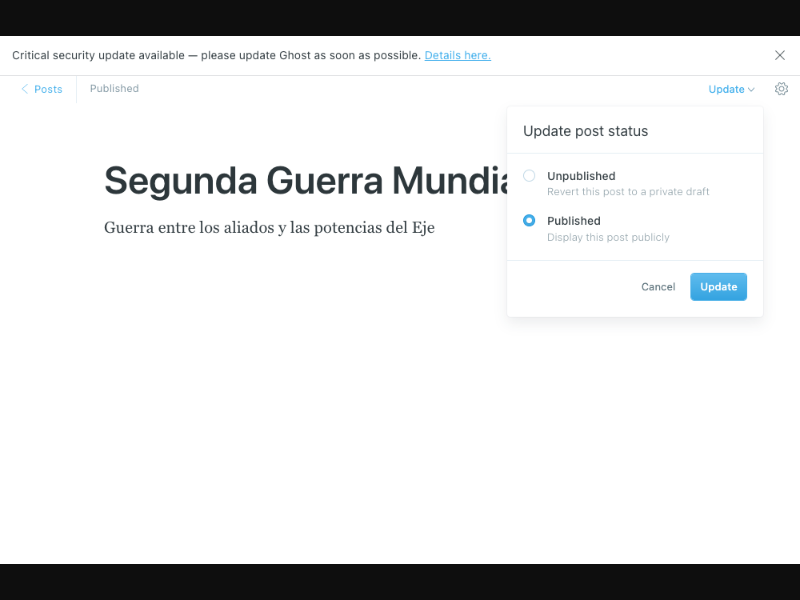 Critical security update available — please update Ghost as soon as possible. Details here.
Posts
Published
Update
Update post status
Segunda Guerra
Unpublished
Revert this post to a private draft
Guerra entre los aliados y las potencias del Eje
Published
Display this post publicly
Cancel
Update